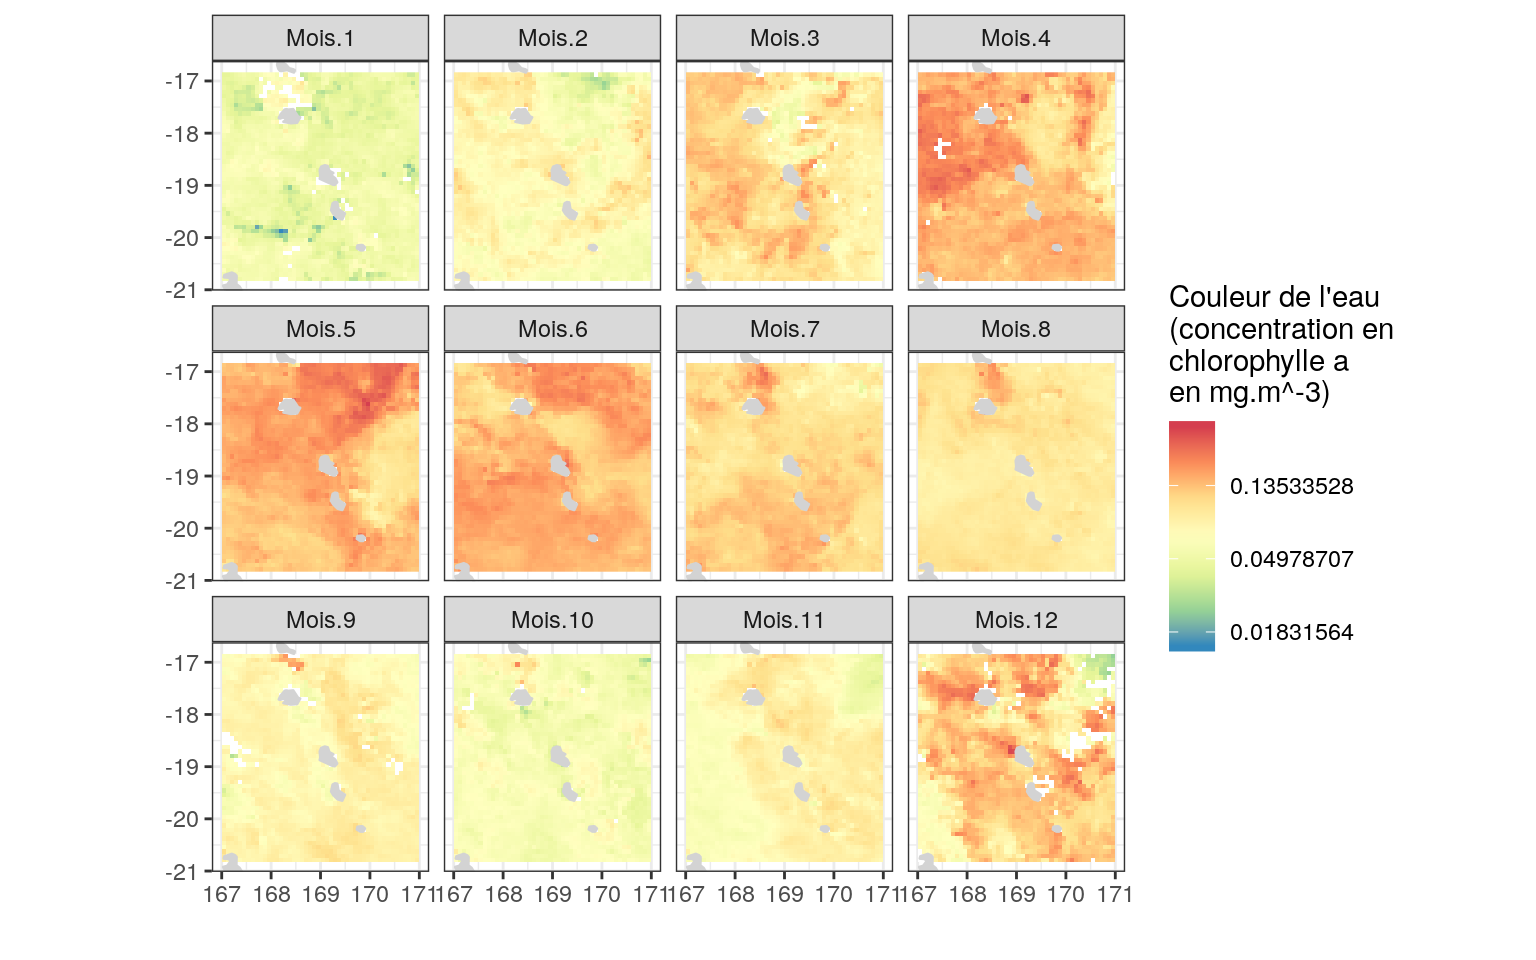 Mois.1 Mois.2 Mois.3 Mois.4
-17
-18
-19
-20
-21
Mois.5 Mois.6 Mois.7 Mois.8
-17
-18
-19
-20
-21
Mois.9 Mois.10 Mois.11 Mois.12
-17
-18
-19
-20
-21
167 168 169 170 171 167 168 169 170 171 167 168 169 170 171 167 168 169 170 171
Couleur de l'eau
(concentration en
chlorophylle a
en mg.m^-3)
0.13533528
0.04978707
0.01831564